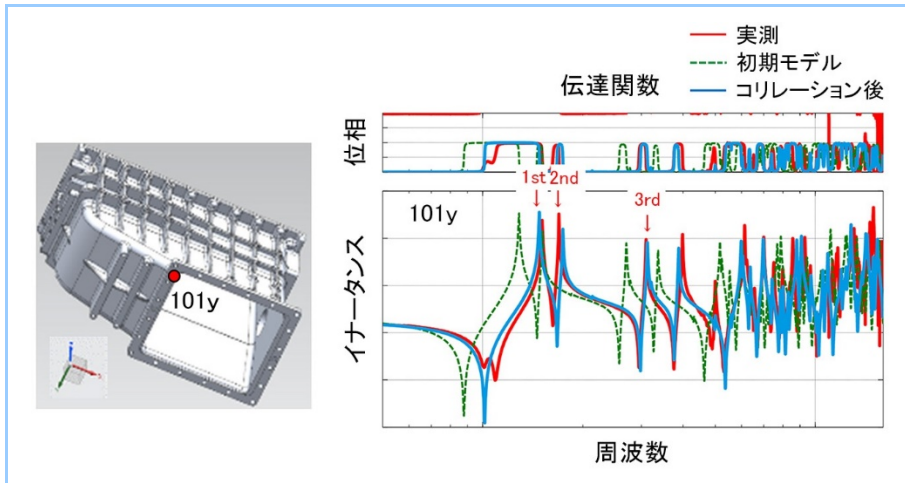 実測
初期モデル
コリレーション後
伝達関数
位相
1st 2nd
3rd
101y
イナータンス
周波数
101y